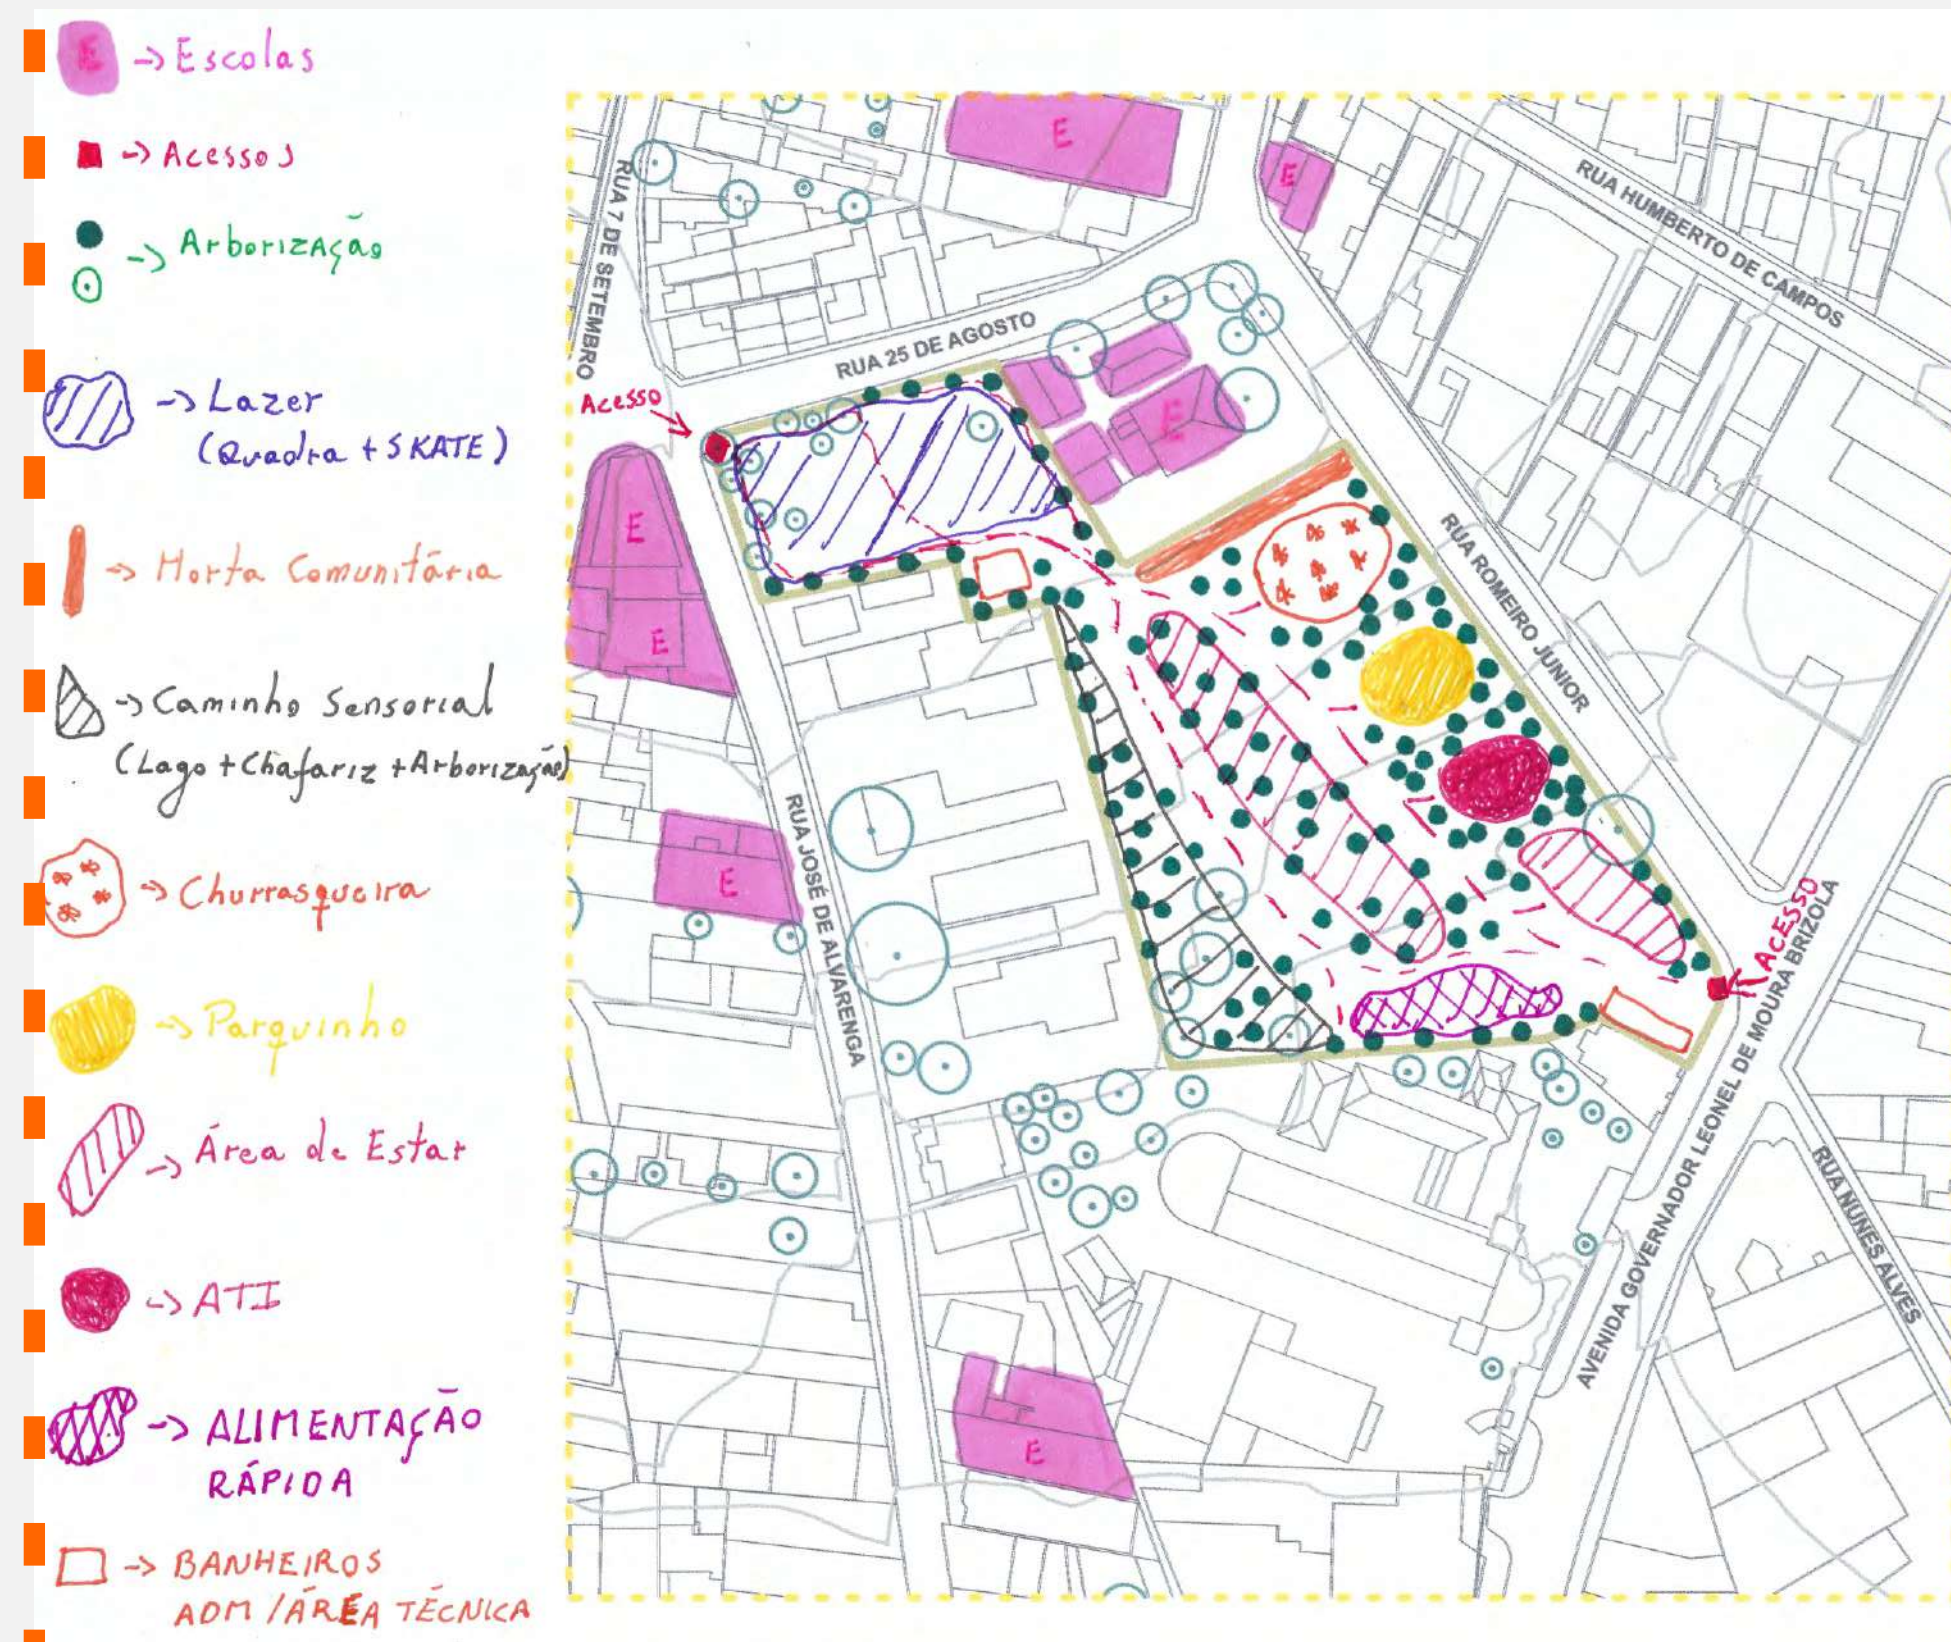 E → Escolas
→ Acessos
→ Arborização
→ Lazer
(Quadra + SKATE)
→ Horta Comunitária
→ Caminho Sensorial
(Lago + Chafariz + Arborização)
→ Churrasqueira
→ Parquinho
→ Área de Estar
→ ATI
→ ALIMENTAÇÃO
RÁPIDA
→ BANHEIROS
ADM / ÁREA TÉCNICA
E
E
RUA HUMBERTO DE CAMPOS
RUA 7 DE SETEMBRO
RUA 25 DE AGOSTO
Acesso
E
E
E
RUA ROMEIRO JUNIOR
E
RUA JOSÉ DE ALVARENGA
ACESSO
AVENIDA GOVERNADOR LEONEL DE MOURA BRIZOLA
RUA NUNES ALVES
E